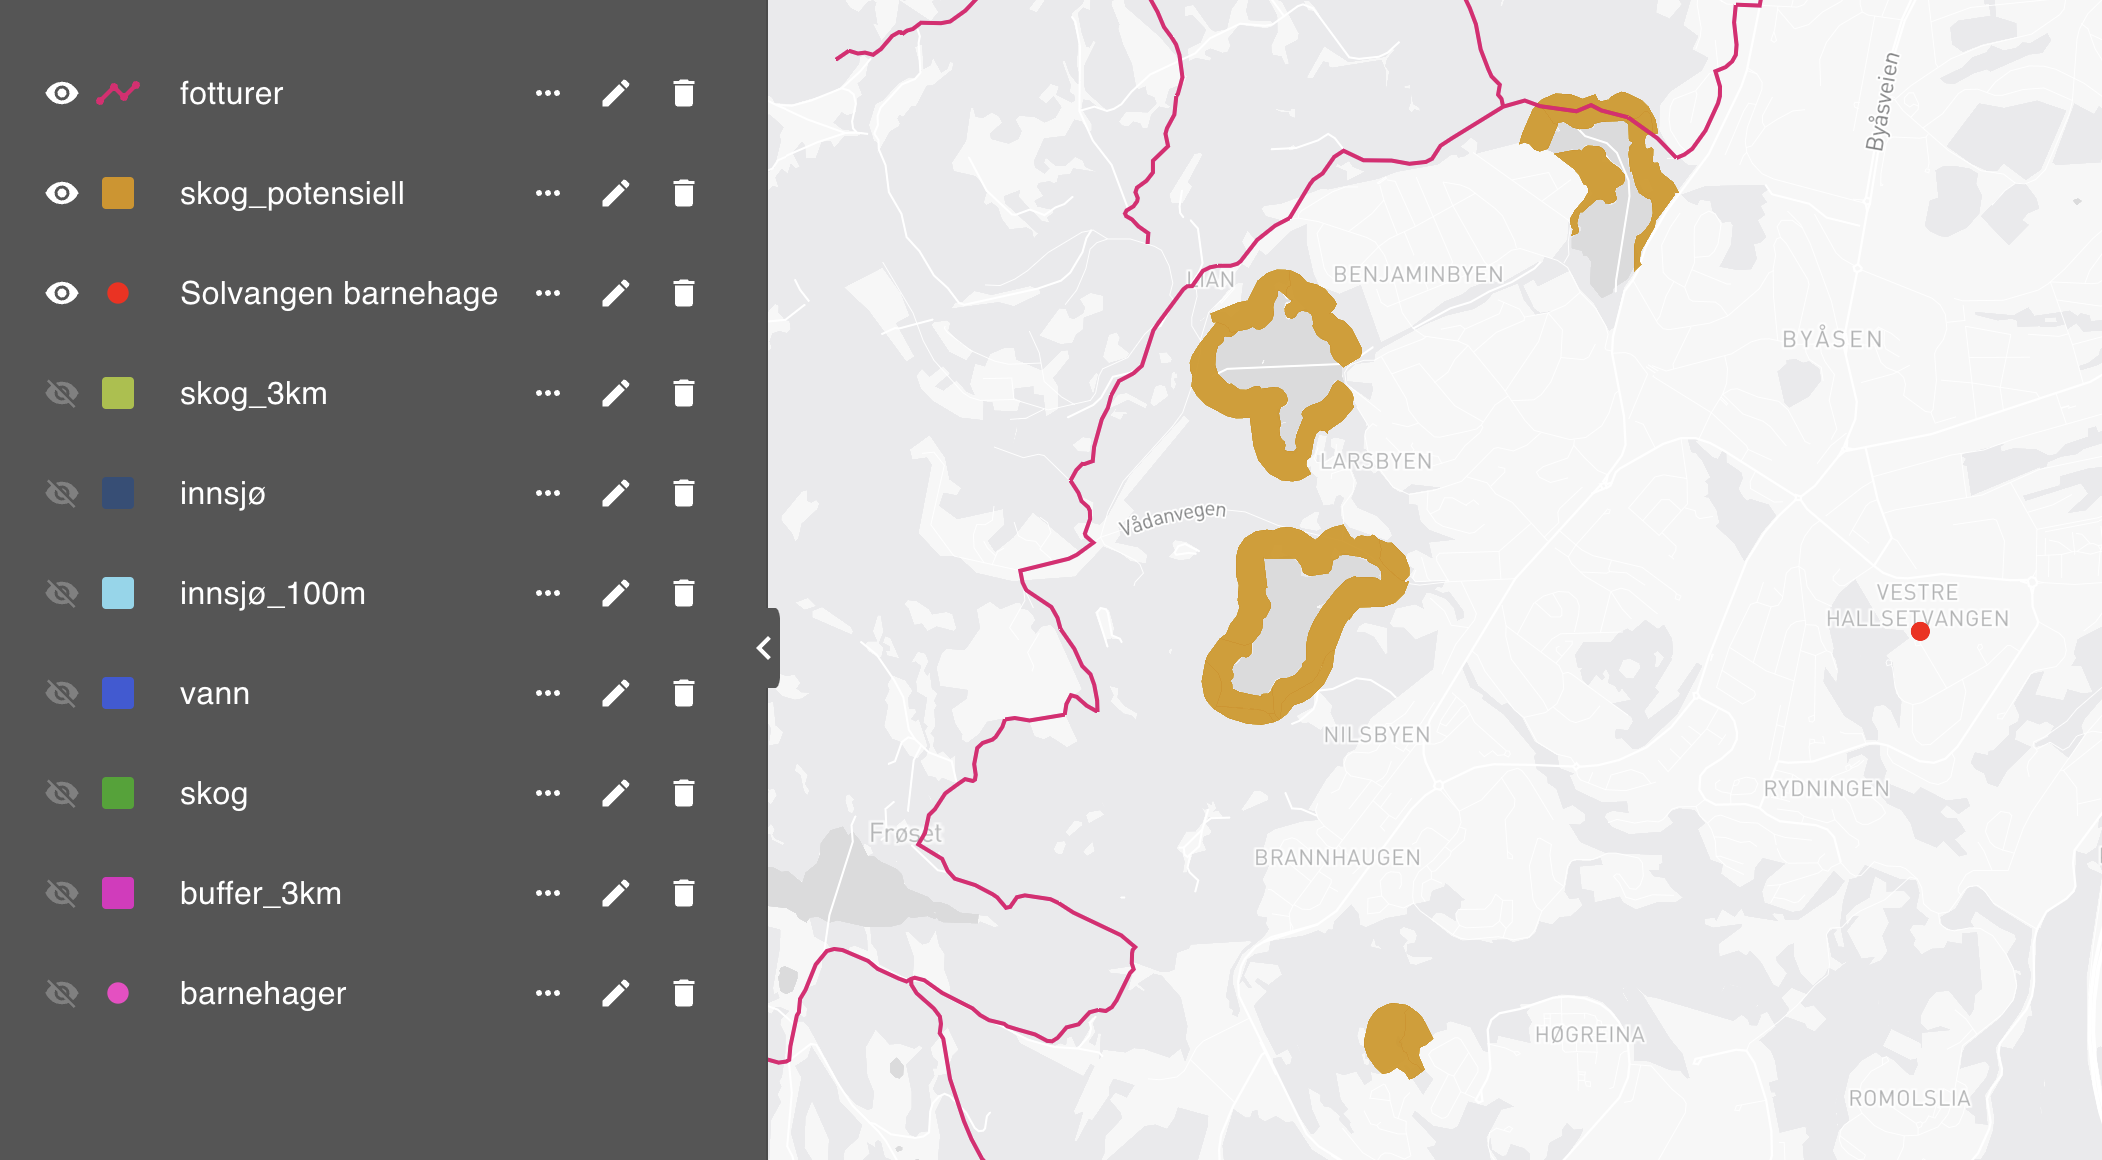 fotturer
skog_potensiell
Solvangen barnehage
skog_3km
innsjø
innsjø_100m
vann
skog
buffer_3km
barnehager
Byåsveien
LIAN
BENJAMINBYEN
BYÅSEN
LARSBYEN
Vådanvegen
VESTRE
HALLSETVANGEN
NILSBYEN
RYDNINGEN
Frøset
BRANNHAUGEN
HØGREINA
ROMOLSLIA